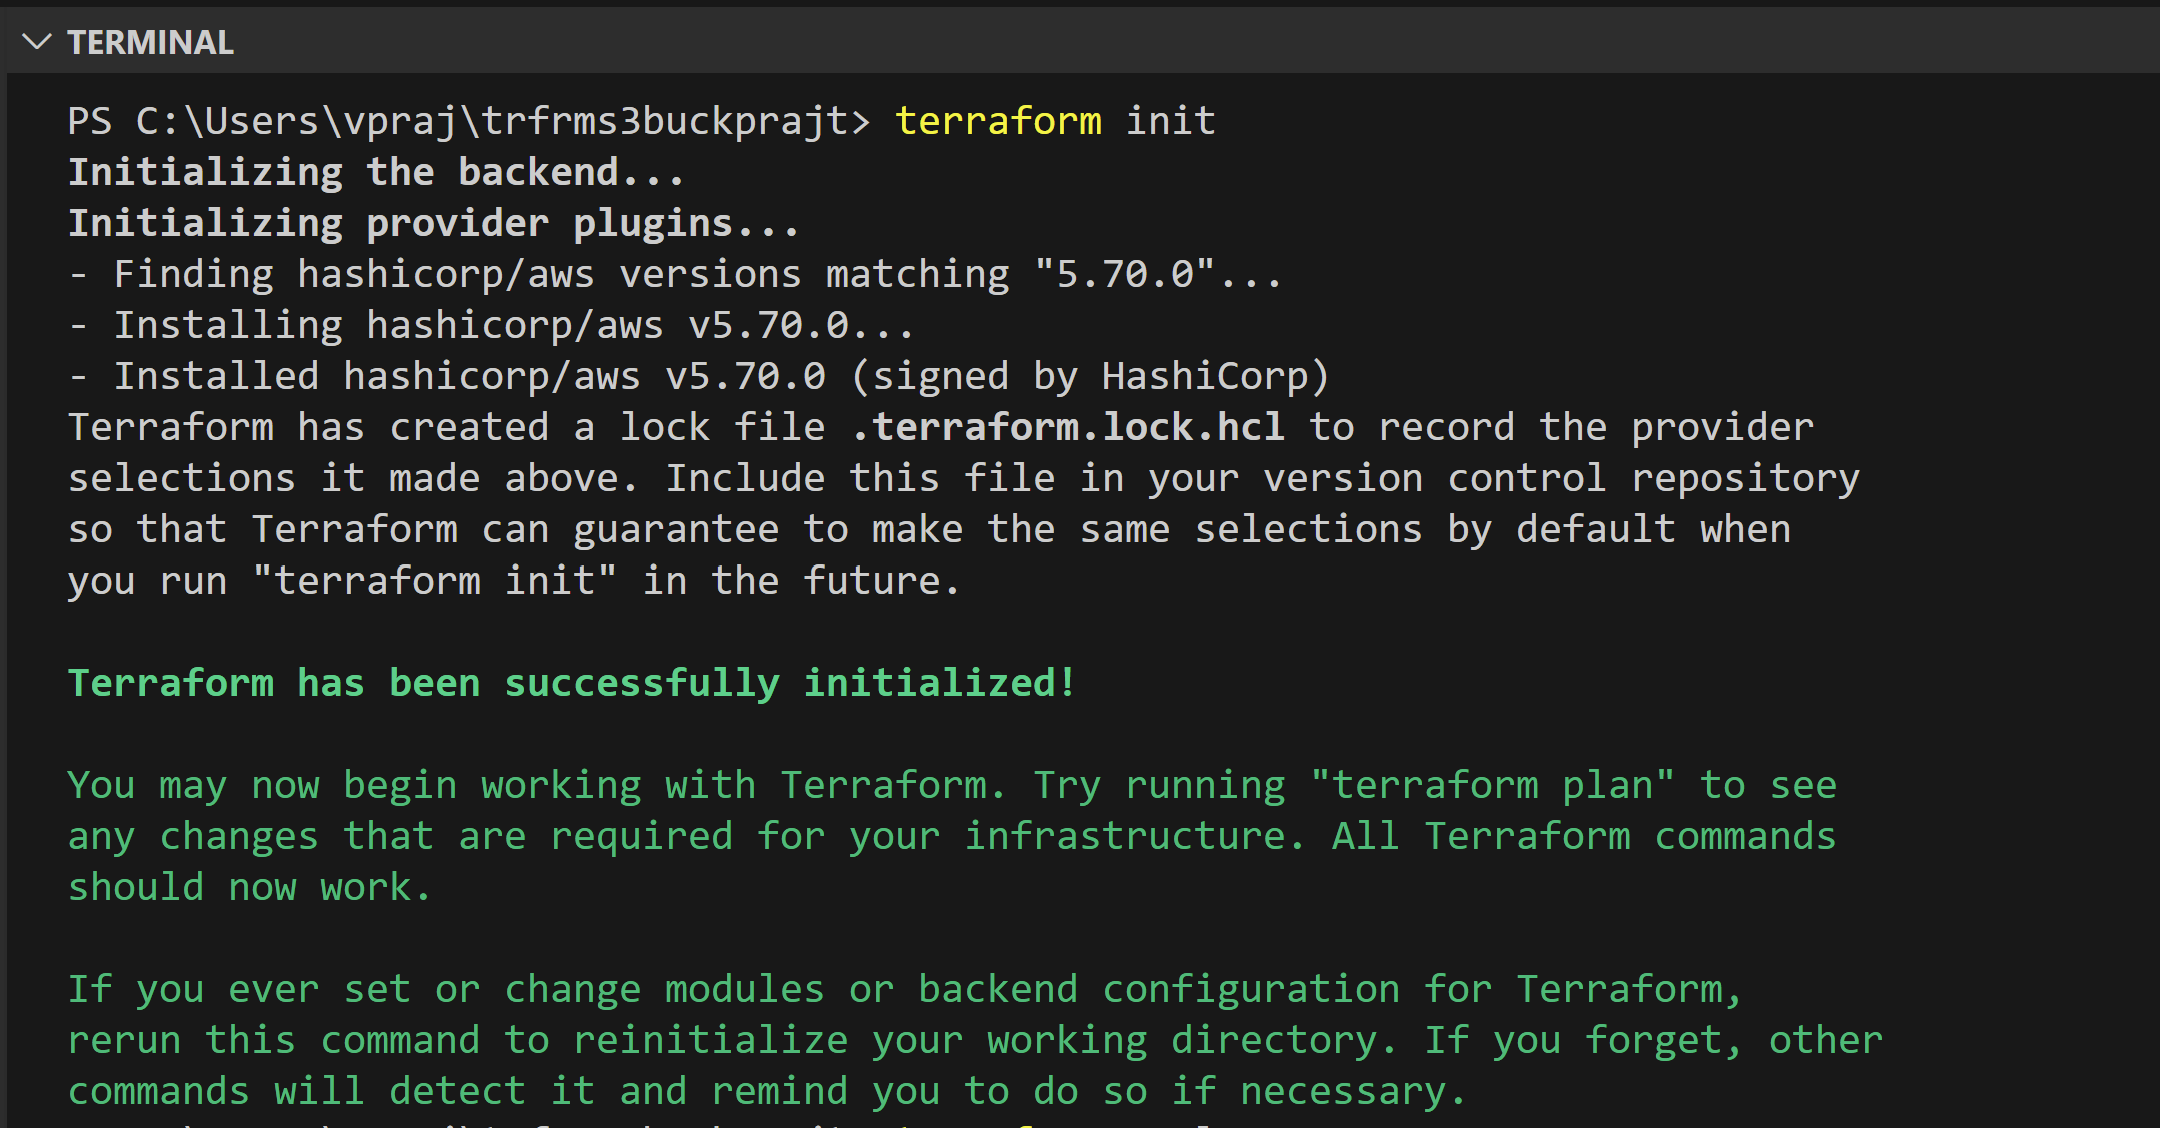 TERMINAL
PS C:\Users\vpraj\trfrms3buckprajt> terraform init
Initializing the backend...
Initializing provider plugins...
- Finding hashicorp/aws versions matching "5.70.0"...
- Installing hashicorp/aws v5.70.0...
- Installed hashicorp/aws v5.70.0 (signed by HashiCorp)
Terraform has created a lock file .terraform.lock.hcl to record the provider
selections it made above. Include this file in your version control repository
so that Terraform can guarantee to make the same selections by default when
you run "terraform init" in the future.
Terraform has been successfully initialized!
You may now begin working with Terraform. Try running "terraform plan" to see
any changes that are required for your infrastructure. All Terraform commands
should now work.
If you ever set or change modules or backend configuration for Terraform,
rerun this command to reinitialize your working directory. If you forget, other
commands will detect it and remind you to do so if necessary.